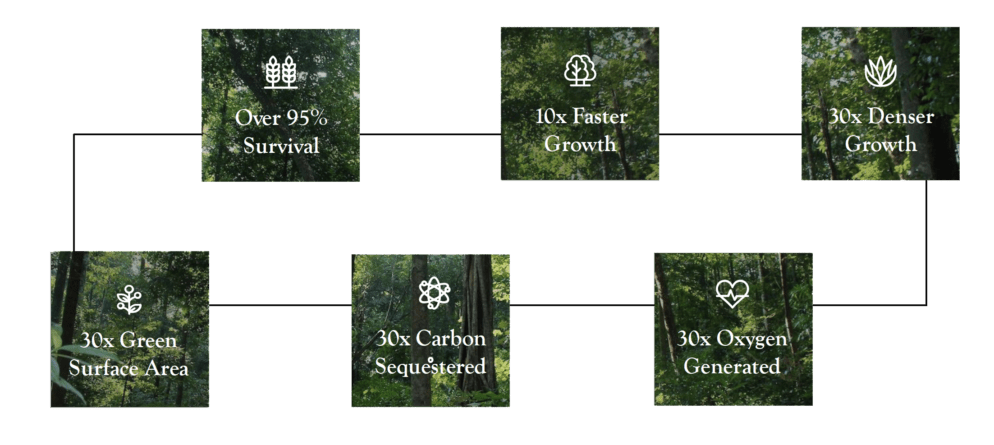 Over 95%
Survival
10x Faster
Growth
30x Denser
Growth
30x Green
Surface Area
30x Carbon
Sequestered
30x Oxygen
Generated